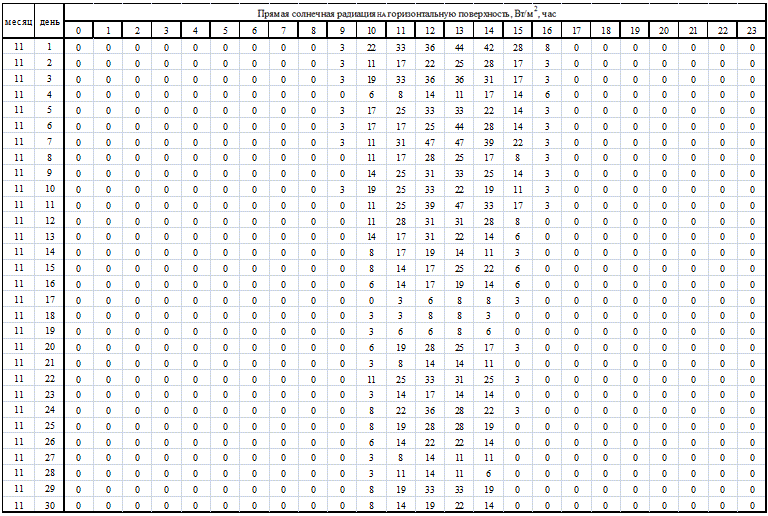 месяц день Прямая солнечная радиация на горизонтальную поверхность, Вт/м2, час
0 1 2 3 4 5 6 7 8 9 10 11 12 13 14 15 16 17 18 19 20 21 22 23
11 1 0 0 0 0 0 0 0 0 0 3 22 33 36 44 42 28 8 0 0 0 0 0 0 0
11 2 0 0 0 0 0 0 0 0 0 3 11 17 22 25 28 17 3 0 0 0 0 0 0 0
11 3 0 0 0 0 0 0 0 0 0 3 19 33 36 36 31 17 3 0 0 0 0 0 0 0
11 4 0 0 0 0 0 0 0 0 0 0 6 8 14 11 17 14 6 0 0 0 0 0 0 0
11 5 0 0 0 0 0 0 0 0 0 3 17 25 33 33 22 14 3 0 0 0 0 0 0 0
11 6 0 0 0 0 0 0 0 0 0 3 17 17 25 44 28 14 3 0 0 0 0 0 0 0
11 7 0 0 0 0 0 0 0 0 0 3 11 31 47 47 39 22 3 0 0 0 0 0 0 0
11 8 0 0 0 0 0 0 0 0 0 0 11 17 28 25 17 8 3 0 0 0 0 0 0 0
11 9 0 0 0 0 0 0 0 0 0 0 14 25 31 33 25 14 3 0 0 0 0 0 0 0
11 10 0 0 0 0 0 0 0 0 0 3 19 25 33 22 19 11 3 0 0 0 0 0 0 0
11 11 0 0 0 0 0 0 0 0 0 0 11 25 39 47 33 17 3 0 0 0 0 0 0 0
11 12 0 0 0 0 0 0 0 0 0 0 11 28 31 31 28 8 0 0 0 0 0 0 0 0
11 13 0 0 0 0 0 0 0 0 0 0 14 17 31 22 14 6 0 0 0 0 0 0 0 0
11 14 0 0 0 0 0 0 0 0 0 0 8 17 19 14 11 3 0 0 0 0 0 0 0 0
11 15 0 0 0 0 0 0 0 0 0 0 8 14 17 25 22 6 0 0 0 0 0 0 0 0
11 16 0 0 0 0 0 0 0 0 0 0 6 14 17 19 14 6 0 0 0 0 0 0 0 0
11 17 0 0 0 0 0 0 0 0 0 0 0 3 6 8 8 3 0 0 0 0 0 0 0 0
11 18 0 0 0 0 0 0 0 0 0 0 3 3 8 8 3 0 0 0 0 0 0 0 0 0
11 19 0 0 0 0 0 0 0 0 0 0 3 6 6 8 6 0 0 0 0 0 0 0 0 0
11 20 0 0 0 0 0 0 0 0 0 0 6 19 28 25 17 3 0 0 0 0 0 0 0 0
11 21 0 0 0 0 0 0 0 0 0 0 3 8 14 14 11 0 0 0 0 0 0 0 0 0
11 22 0 0 0 0 0 0 0 0 0 0 11 25 33 31 25 3 0 0 0 0 0 0 0 0
11 23 0 0 0 0 0 0 0 0 0 0 3 14 17 14 14 0 0 0 0 0 0 0 0 0
11 24 0 0 0 0 0 0 0 0 0 0 8 22 36 28 22 3 0 0 0 0 0 0 0 0
11 25 0 0 0 0 0 0 0 0 0 0 8 19 28 28 19 0 0 0 0 0 0 0 0 0
11 26 0 0 0 0 0 0 0 0 0 0 6 14 22 22 14 0 0 0 0 0 0 0 0 0
11 27 0 0 0 0 0 0 0 0 0 0 3 8 14 11 11 0 0 0 0 0 0 0 0 0
11 28 0 0 0 0 0 0 0 0 0 0 3 11 14 11 6 0 0 0 0 0 0 0 0 0
11 29 0 0 0 0 0 0 0 0 0 0 8 19 33 33 19 0 0 0 0 0 0 0 0 0
11 30 0 0 0 0 0 0 0 0 0 0 8 14 19 22 14 0 0 0 0 0 0 0 0 0